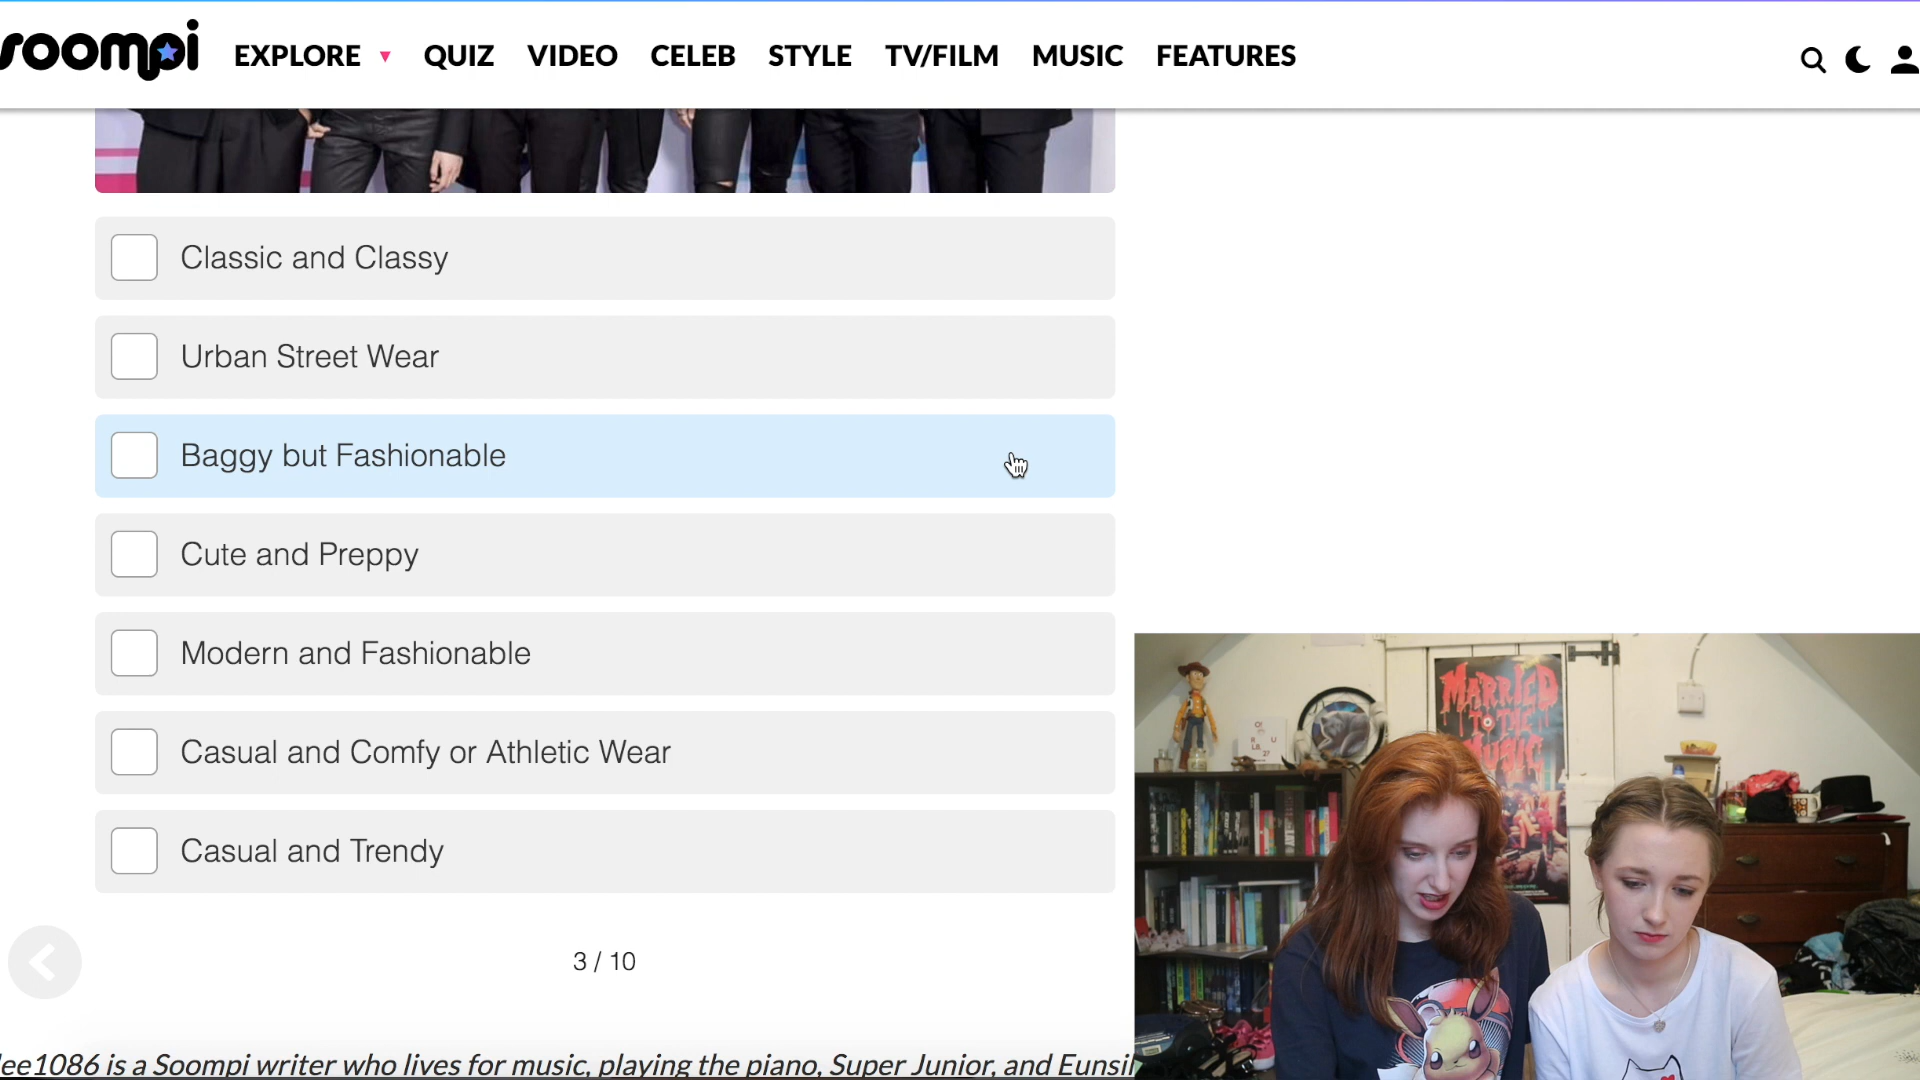 soompi
EXPLORE QUIZ VIDEO CELEB STYLE TV/FILM MUSIC FEATURES
Classic and Classy
Urban Street Wear
Baggy but Fashionable
Cute and Preppy
Modern and Fashionable
Casual and Comfy or Athletic Wear
Casual and Trendy
3 / 10
MARRIED
TO THE
MUSIC
ee1086 is a Soompi writer who lives for music, playing the piano, Super Junior, and Eunsil